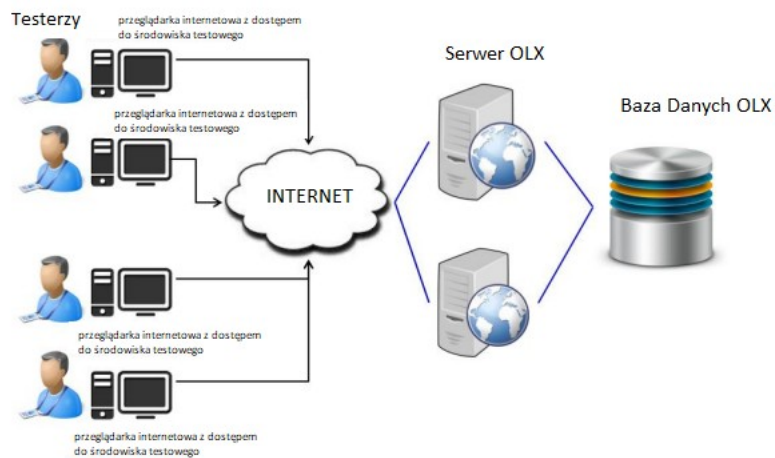 Testerzy
przeglądarka internetowa z dostępem
do środowiska testowego
przeglądarka internetowa z dostępem
do środowiska testowego
Serwer OLX
Baza Danych OLX
INTERNET
przeglądarka internetowa z dostępem
do środowiska testowego
przeglądarka internetowa z dostępem
do środowiska testowego